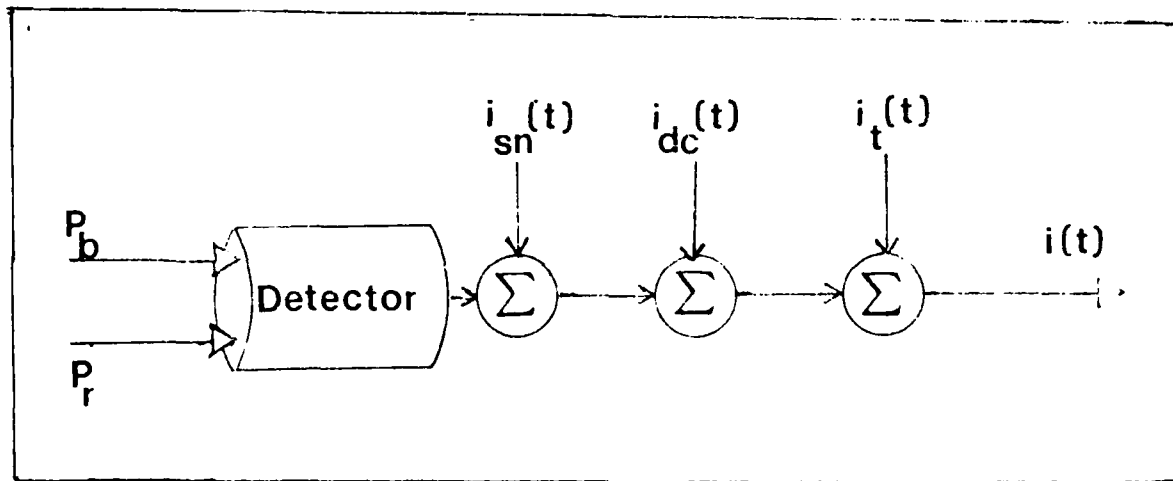 i_sn(t) i_dc(t) i_t(t)
P_b
i(t)
Detector Σ Σ Σ
P_r